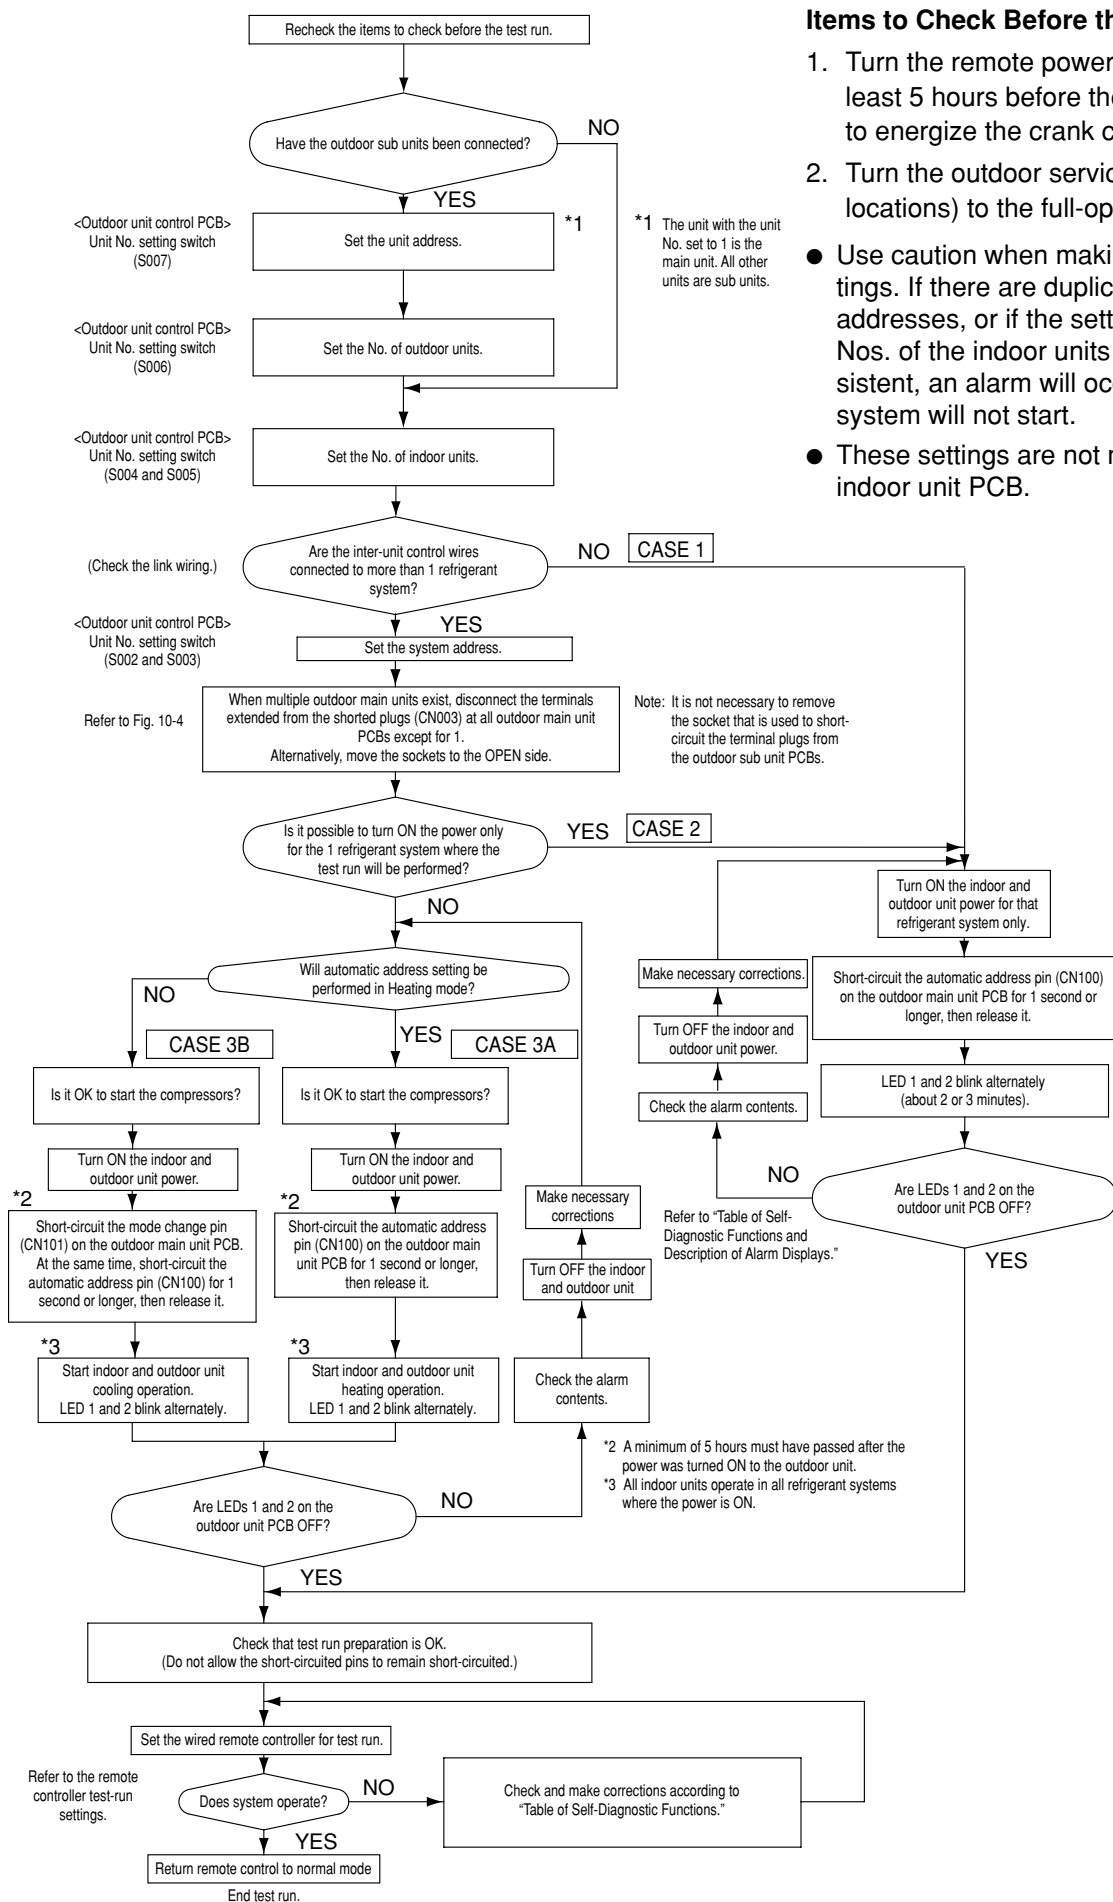 Recheck the items to check before the test run.
Have the outdoor sub units been connected?
NO
YES
<Outdoor unit control PCB>
Unit No. setting switch
(S007)
Set the unit address.
*1
*1 The unit with the unit
No. set to 1 is the
main unit. All other
units are sub units.
<Outdoor unit control PCB>
Unit No. setting switch
(S006)
Set the No. of outdoor units.
<Outdoor unit control PCB>
Unit No. setting switch
(S004 and S005)
Set the No. of indoor units.
(Check the link wiring.)
Are the inter-unit control wires
connected to more than 1 refrigerant
system?
NO
CASE 1
YES
<Outdoor unit control PCB>
Unit No. setting switch
(S002 and S003)
Set the system address.
Refer to Fig. 10-4
When multiple outdoor main units exist, disconnect the terminals
extended from the shorted plugs (CN003) at all outdoor main unit
PCBs except for 1.
Alternatively, move the sockets to the OPEN side.
Note: It is not necessary to remove
the socket that is used to short-
circuit the terminal plugs from
the outdoor sub unit PCBs.
Is it possible to turn ON the power only
for the 1 refrigerant system where the
test run will be performed?
YES
CASE 2
NO
Will automatic address setting be
performed in Heating mode?
NO
YES
CASE 3B
CASE 3A
Is it OK to start the compressors?
Is it OK to start the compressors?
Turn ON the indoor and
outdoor unit power.
Turn ON the indoor and
outdoor unit power.
*2
Short-circuit the mode change pin
(CN101) on the outdoor main unit PCB.
At the same time, short-circuit the
automatic address pin (CN100) for 1
second or longer, then release it.
*2
Short-circuit the automatic address
pin (CN100) on the outdoor main
unit PCB for 1 second or longer,
then release it.
*3
Start indoor and outdoor unit
cooling operation.
LED 1 and 2 blink alternately.
*3
Start indoor and outdoor unit
heating operation.
LED 1 and 2 blink alternately.
Make necessary
corrections
Turn OFF the indoor
and outdoor unit
Check the alarm
contents.
Are LEDs 1 and 2 on the
outdoor unit PCB OFF?
NO
YES
*2 A minimum of 5 hours must have passed after the
power was turned ON to the outdoor unit.
*3 All indoor units operate in all refrigerant systems
where the power is ON.
Turn ON the indoor and
outdoor unit power for that
refrigerant system only.
Short-circuit the automatic address pin (CN100)
on the outdoor main unit PCB for 1 second or
longer, then release it.
LED 1 and 2 blink alternately
(about 2 or 3 minutes).
Are LEDs 1 and 2 on the
outdoor unit PCB OFF?
NO
YES
Make necessary corrections.
Turn OFF the indoor and
outdoor unit power.
Check the alarm contents.
Refer to “Table of Self-
Diagnostic Functions and
Description of Alarm Displays.”
Check that test run preparation is OK.
(Do not allow the short-circuited pins to remain short-circuited.)
Set the wired remote controller for test run.
Refer to the remote
controller test-run
settings.
Does system operate?
NO
Check and make corrections according to
“Table of Self-Diagnostic Functions.”
YES
Return remote control to normal mode
End test run.
Items to Check Before th
1. Turn the remote power
least 5 hours before the
to energize the crank c
2. Turn the outdoor servic
locations) to the full-op
● Use caution when maki
tings. If there are duplic
addresses, or if the sett
Nos. of the indoor units
sistent, an alarm will occ
system will not start.
● These settings are not
indoor unit PCB.